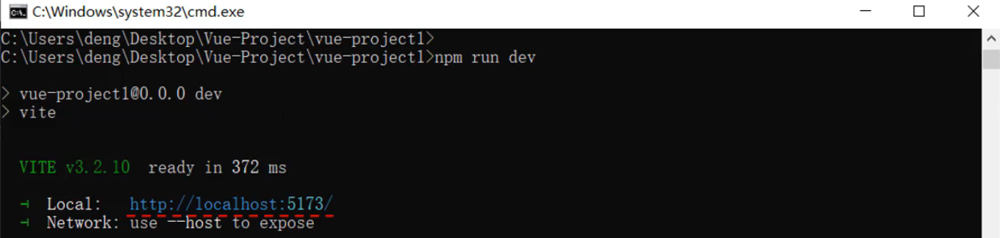 C:\Windows\system32\cmd.exe
C:\Users\deng\Desktop\Vue-Project\vue-project1>
C:\Users\deng\Desktop\Vue-Project\vue-project1>npm run dev
> vue-project1@0.0.0 dev
> vite
VITE v3.2.10 ready in 372 ms
Local: http://localhost:5173/
Network: use --host to expose